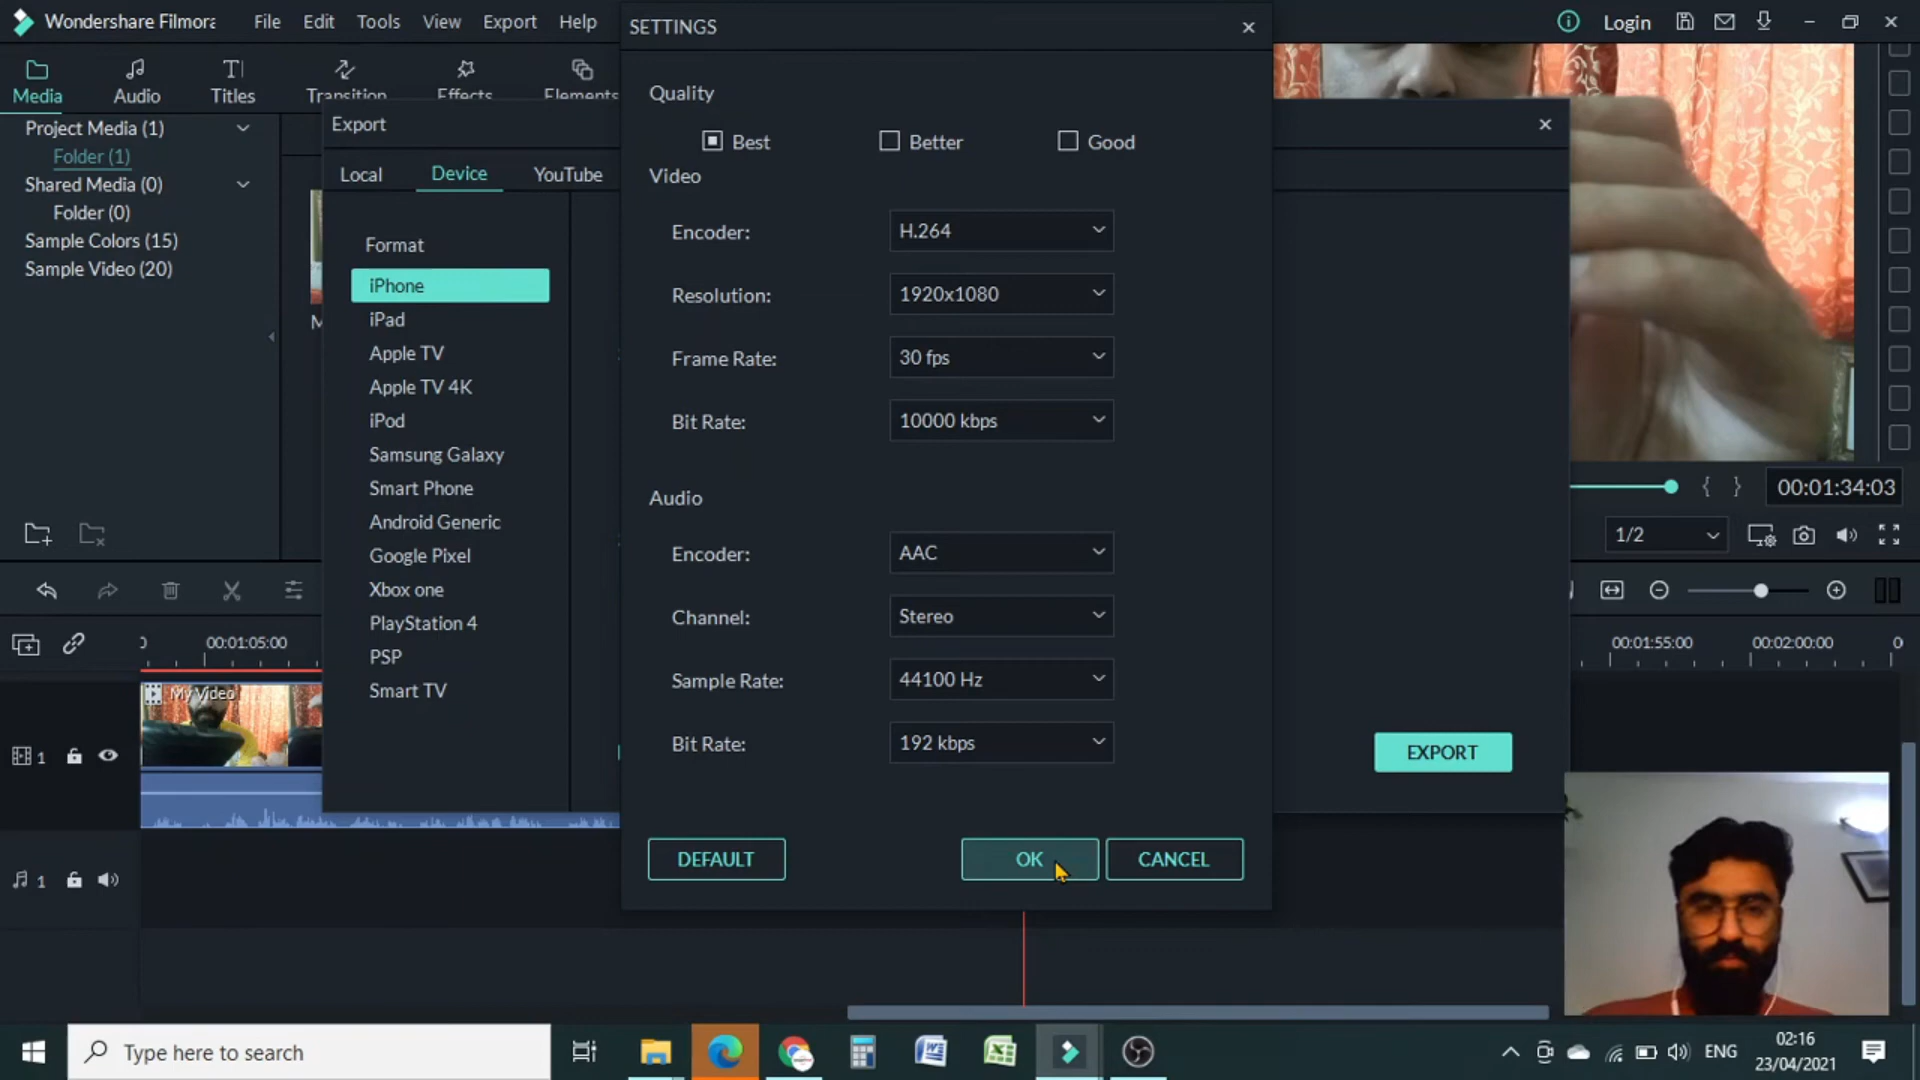 Wondershare Filmora
File
Edit
Tools
View
Export
Help
SETTINGS
Login
Media
Audio
Titles
Transition
Effects
Elements
Quality
Best
Better
Good
Project Media (1)
Folder (1)
Shared Media (0)
Folder (0)
Sample Colors (15)
Sample Video (20)
Export
Local
Device
YouTube
Format
iPhone
iPad
Apple TV
Apple TV 4K
iPod
Samsung Galaxy
Smart Phone
Android Generic
Google Pixel
Xbox one
PlayStation 4
PSP
Smart TV
Video
Encoder: H.264
Resolution: 1920x1080
Frame Rate: 30 fps
Bit Rate: 10000 kbps
Audio
Encoder: AAC
Channel: Stereo
Sample Rate: 44100 Hz
Bit Rate: 192 kbps
DEFAULT
OK
CANCEL
EXPORT
{ } 00:01:34:03
1/2
00:01:05:00
00:01:55:00
00:02:00:00
My Video
1
1
Type here to search
ENG
02:16
23/04/2021